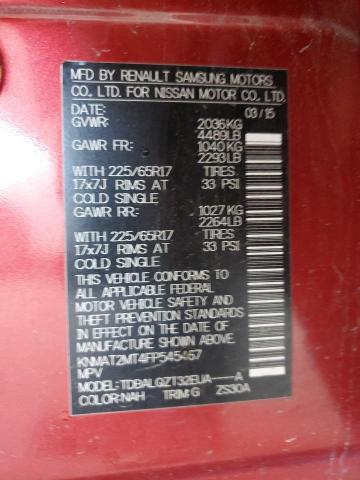 MFD BY RENAULT SAMSUNG MOTORS
CO. LTD. FOR NISSAN MOTOR CO., LTD.
DATE: 03/15
GVWR: 2036KG
4489LB
GAWR FR: 1040KG
2293LB
WITH 225/65R17 TIRES
17x7J RIMS AT 33 PSI
COLD SINGLE
GAWR RR: 1027KG
2264LB
WITH 225/65R17 TIRES
17x7J RIMS AT 33 PSI
COLD SINGLE
THIS VEHICLE CONFORMS TO
ALL APPLICABLE FEDERAL
MOTOR VEHICLE SAFETY AND
THEFT PREVENTION STANDARDS
IN EFFECT ON THE DATE OF
MANUFACTURE SHOWN ABOVE.
KNMAT2MT4FP545467
MPV
MODEL:TDBALQZT32EUA-----A
COLOR:NAH TRIM:G ZS30A